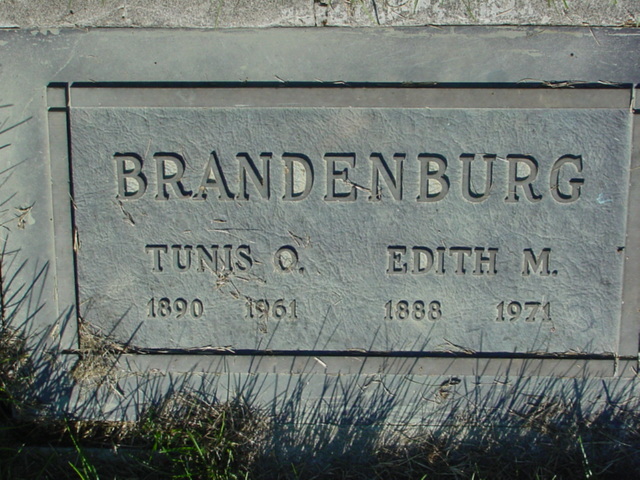 BRANDENBURG
TUNIS O. EDITH M.
1890 1961 1888 1971